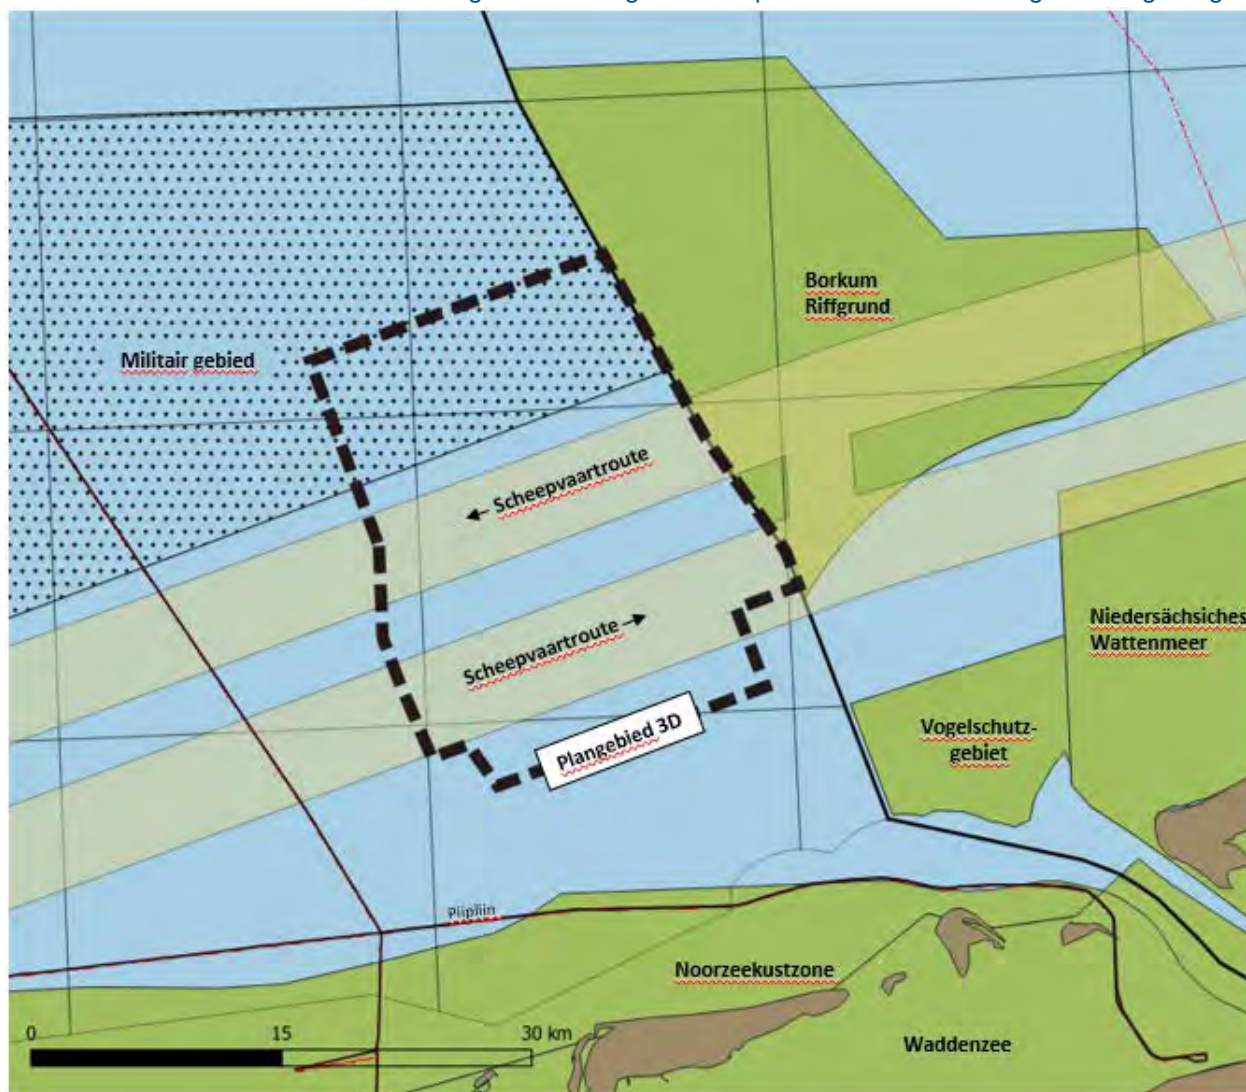 Borkum
Riffgrund
Militair gebied
← Scheepvaartroute
Scheepvaartroute →
Niedersächsiches
Wattenmeer
Plangebied 3D
Vogelschutz-
gebiet
Pijplijn
Noorzeekustzone
0 15 30 km
Waddenzee